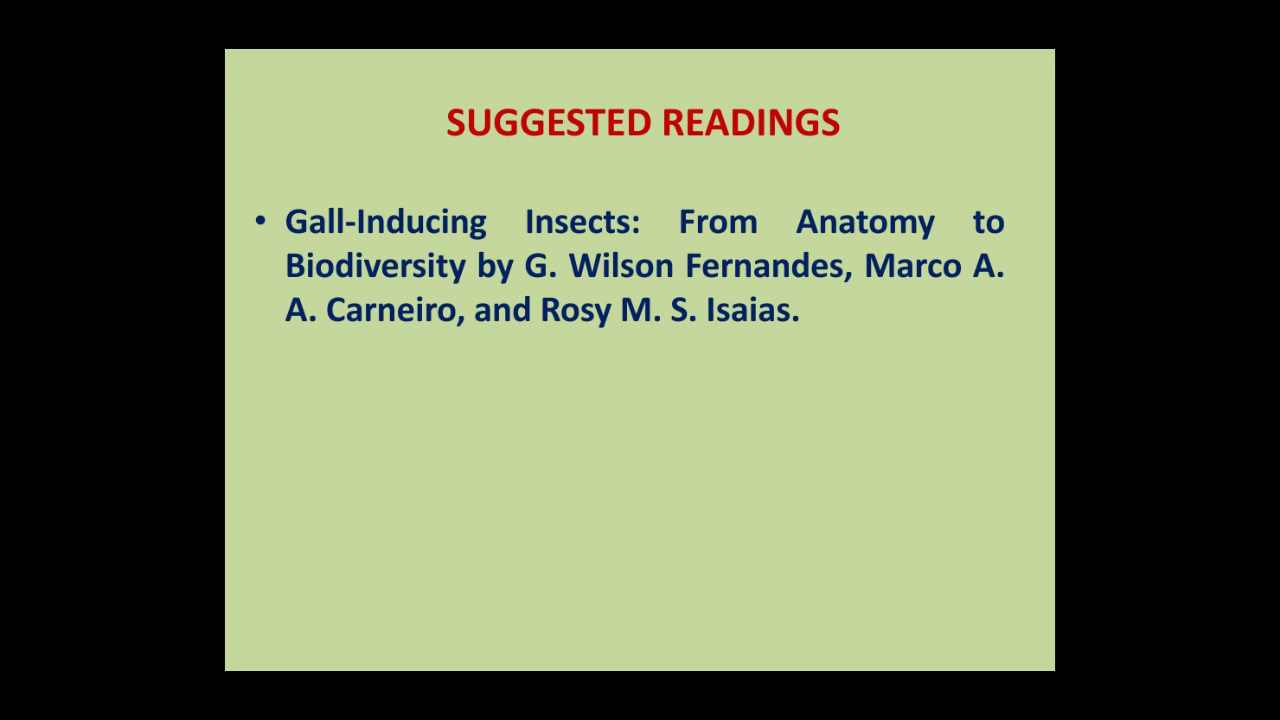 SUGGESTED READINGS
• Gall-Inducing Insects: From Anatomy to
Biodiversity by G. Wilson Fernandes, Marco A.
A. Carneiro, and Rosy M. S. Isaias.